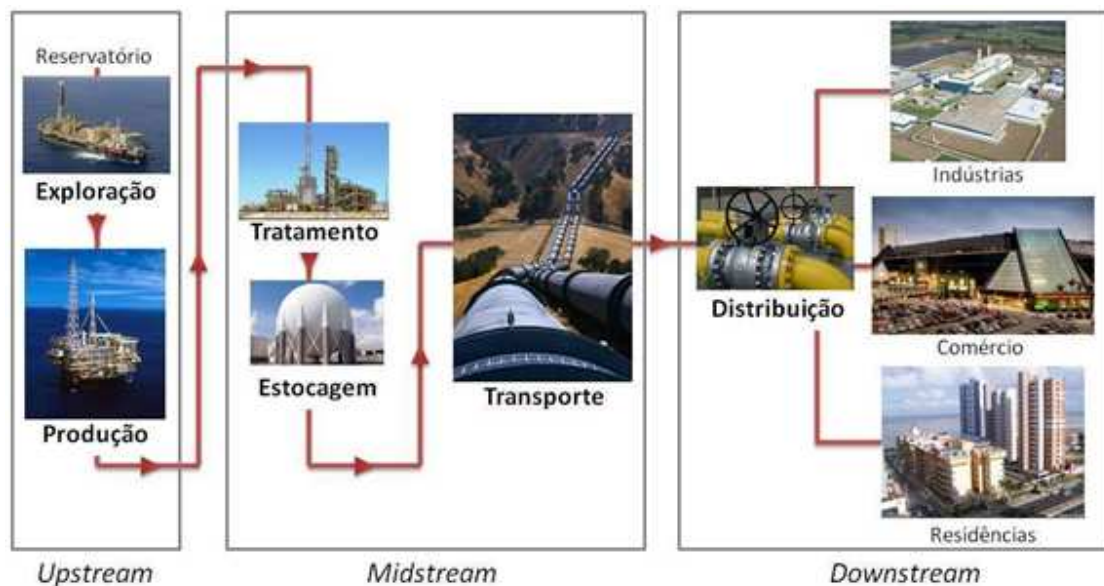 Reservatório
Exploração
Produção
Tratamento
Estocagem
Transporte
Distribuição
Indústrias
Comércio
Residências
Upstream
Midstream
Downstream